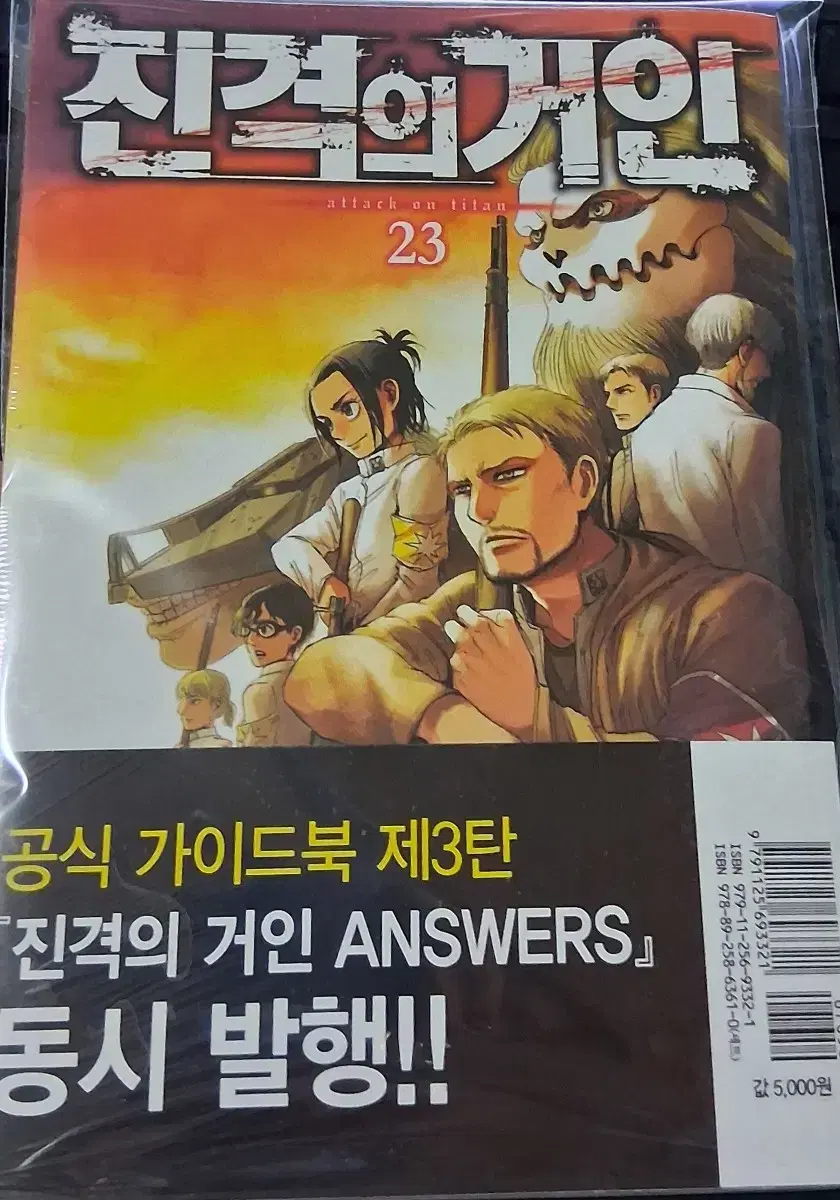 진격의 거인
attack on titan
23
공식 가이드북 제3탄
『진격의 거인 ANSWERS』
동시 발행!!
9791125693321
ISBN 979-11-256-9332-1
ISBN 978-89-258-6361-0(세트)
값 5,000원